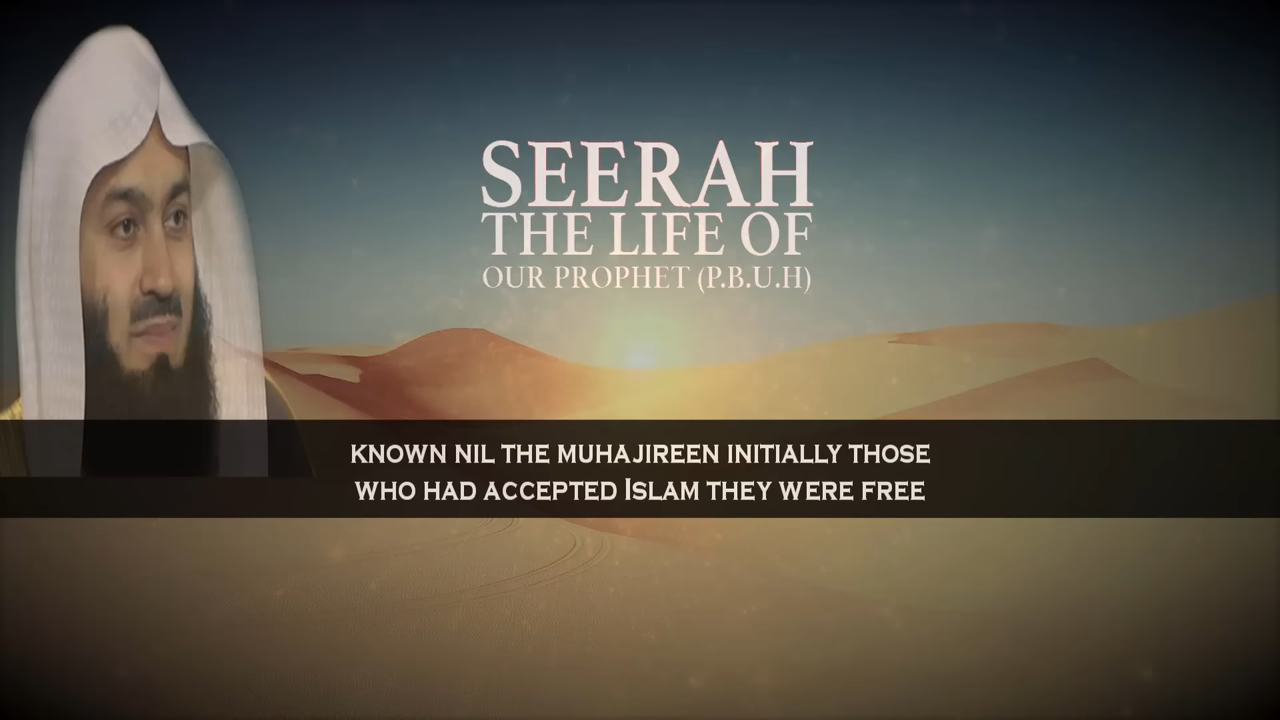 SEERAH
THE LIFE OF
OUR PROPHET (P.B.U.H)
KNOWN NIL THE MUHAJIREEN INITIALLY THOSE
WHO HAD ACCEPTED ISLAM THEY WERE FREE